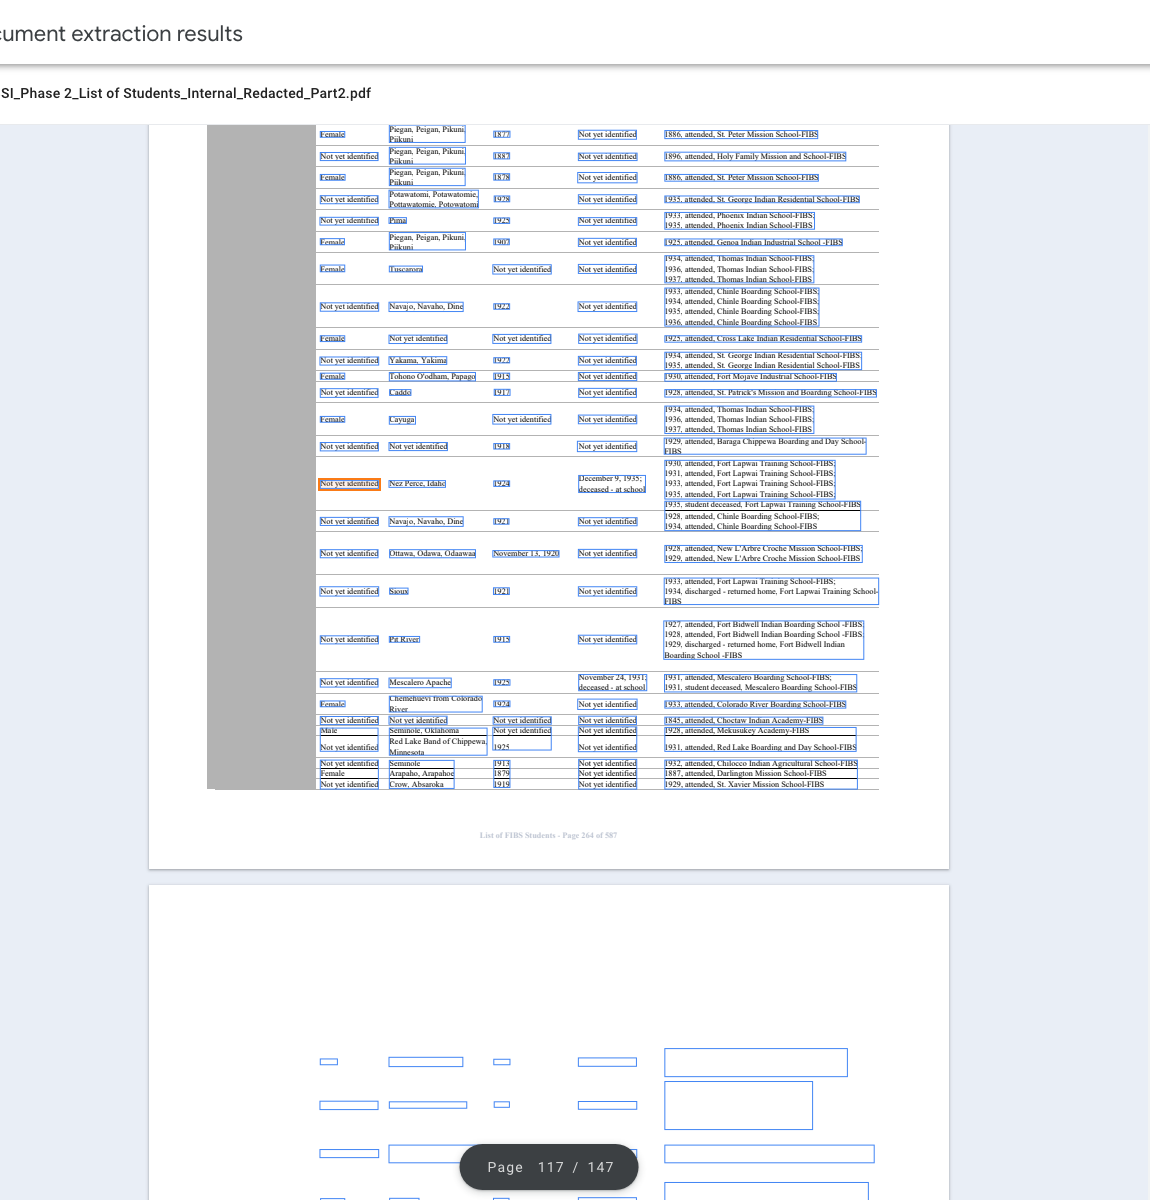 cument extraction results
SI_Phase 2_List of Students_Internal_Redacted_Part2.pdf
Female Piegan, Peigan, Pikuni, 1877 Not yet identified 1886, attended, St. Peter Mission School-FIBS
Piikuni
Not yet identified Piegan, Peigan, Pikuni, 1887 Not yet identified 1896, attended, Holy Family Mission and School-FIBS
Piikuni
Female Piegan, Peigan, Pikuni, 1878 Not yet identified 1886, attended, St. Peter Mission School-FIBS
Piikuni
Not yet identified Potawatomi, Potawatomie, 1928 Not yet identified 1935, attended, St. George Indian Residential School-FIBS
Pottawatomie, Potowatomi
Not yet identified Pima 1925 Not yet identified 1933, attended, Phoenix Indian School-FIBS;
1935, attended, Phoenix Indian School-FIBS
Female Piegan, Peigan, Pikuni, 1907 Not yet identified 1925, attended, Genoa Indian Industrial School -FIBS
Piikuni
Female Tuscarora Not yet identified Not yet identified 1934, attended, Thomas Indian School-FIBS;
1936, attended, Thomas Indian School-FIBS;
1937, attended, Thomas Indian School-FIBS
Not yet identified Navajo, Navaho, Dine 1922 Not yet identified 1933, attended, Chinle Boarding School-FIBS;
1934, attended, Chinle Boarding School-FIBS;
1935, attended, Chinle Boarding School-FIBS;
1936, attended, Chinle Boarding School-FIBS
Female Not yet identified Not yet identified Not yet identified 1925, attended, Cross Lake Indian Residential School-FIBS
Not yet identified Yakama, Yakima 1922 Not yet identified 1934, attended, St. George Indian Residential School-FIBS;
1935, attended, St. George Indian Residential School-FIBS
Female Tohono O'odham, Papago 1915 Not yet identified 1930, attended, Fort Mojave Industrial School-FIBS
Not yet identified Caddo 1917 Not yet identified 1928, attended, St. Patrick's Mission and Boarding School-FIBS
Female Cayuga Not yet identified Not yet identified 1934, attended, Thomas Indian School-FIBS;
1936, attended, Thomas Indian School-FIBS;
1937, attended, Thomas Indian School-FIBS
Not yet identified Not yet identified 1918 Not yet identified 1929, attended, Baraga Chippewa Boarding and Day School-
FIBS
Not yet identified Nez Perce, Idaho 1924 December 9, 1935; deceased - at school 1930, attended, Fort Lapwai Training School-FIBS;
1931, attended, Fort Lapwai Training School-FIBS;
1933, attended, Fort Lapwai Training School-FIBS;
1935, attended, Fort Lapwai Training School-FIBS;
1935, student deceased, Fort Lapwai Training School-FIBS
Not yet identified Navajo, Navaho, Dine 1921 Not yet identified 1928, attended, Chinle Boarding School-FIBS;
1934, attended, Chinle Boarding School-FIBS
Not yet identified Ottawa, Odawa, Odaawaa November 13, 1920 Not yet identified 1928, attended, New L'Arbre Croche Mission School-FIBS;
1929, attended, New L'Arbre Croche Mission School-FIBS
Not yet identified Sioux 1921 Not yet identified 1933, attended, Fort Lapwai Training School-FIBS;
1934, discharged - returned home, Fort Lapwai Training School-
FIBS
Not yet identified Pit River 1915 Not yet identified 1927, attended, Fort Bidwell Indian Boarding School -FIBS;
1928, attended, Fort Bidwell Indian Boarding School -FIBS;
1929, discharged - returned home, Fort Bidwell Indian
Boarding School -FIBS
Not yet identified Mescalero Apache 1925 November 24, 1931; 1931, attended, Mescalero Boarding School-FIBS;
deceased - at school 1931, student deceased, Mescalero Boarding School-FIBS
Female Chemehuevi from Colorado 1924 Not yet identified 1933, attended, Colorado River Boarding School-FIBS
River
Not yet identified Not yet identified Not yet identified Not yet identified 1845, attended, Choctaw Indian Academy-FIBS
Male Seminole, Oklahoma Not yet identified Not yet identified 1928, attended, Mekusukey Academy-FIBS
Not yet identified Red Lake Band of Chippewa, 1925 Not yet identified 1931, attended, Red Lake Boarding and Day School-FIBS
Minnesota
Not yet identified Seminole 1913 Not yet identified 1932, attended, Chilocco Indian Agricultural School-FIBS
Female Arapaho, Arapahoe 1879 Not yet identified 1887, attended, Darlington Mission School-FIBS
Not yet identified Crow, Absaroka 1919 Not yet identified 1929, attended, St. Xavier Mission School-FIBS
List of FIBS Students - Page 264 of 587
Page 117 / 147